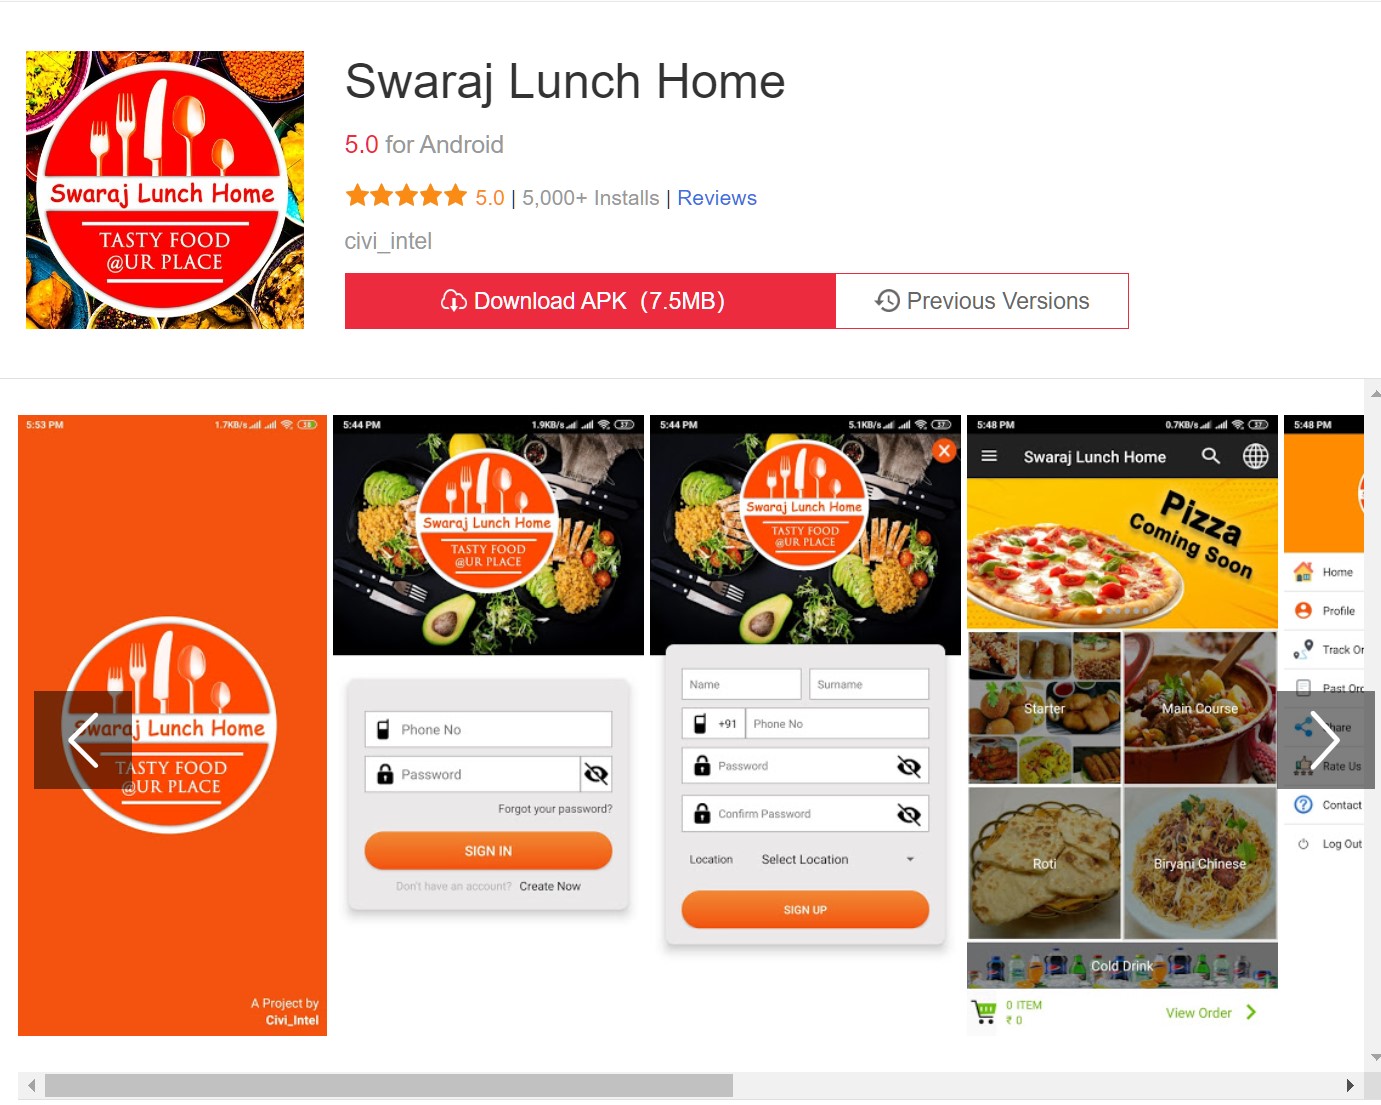 Swaraj Lunch Home
TASTY FOOD
@UR PLACE
Swaraj Lunch Home
5.0 for Android
5.0 | 5,000+ Installs | Reviews
civi_intel
Download APK (7.5MB)
Previous Versions
5:53 PM 1.7KB/s 38
Swaraj Lunch Home
TASTY FOOD
@UR PLACE
A Project by
Civi_Intel
5:44 PM 1.9KB/s 37
Swaraj Lunch Home
TASTY FOOD
@UR PLACE
Phone No
Password
Forgot your password?
SIGN IN
Don't have an account? Create Now
5:44 PM 5.1KB/s 37
Swaraj Lunch Home
TASTY FOOD
@UR PLACE
Name Surname
+91 Phone No
Password
Confirm Password
Location Select Location
SIGN UP
5:48 PM 0.7KB/s 37
Swaraj Lunch Home
Pizza
Coming Soon
Starter
Main Course
Roti
Biryani Chinese
Cold Drink
0 ITEM
₹ 0
View Order
5:48 PM
Home
Profile
Track Or
Past Ord
Share
Rate Us
Contact
Log Out